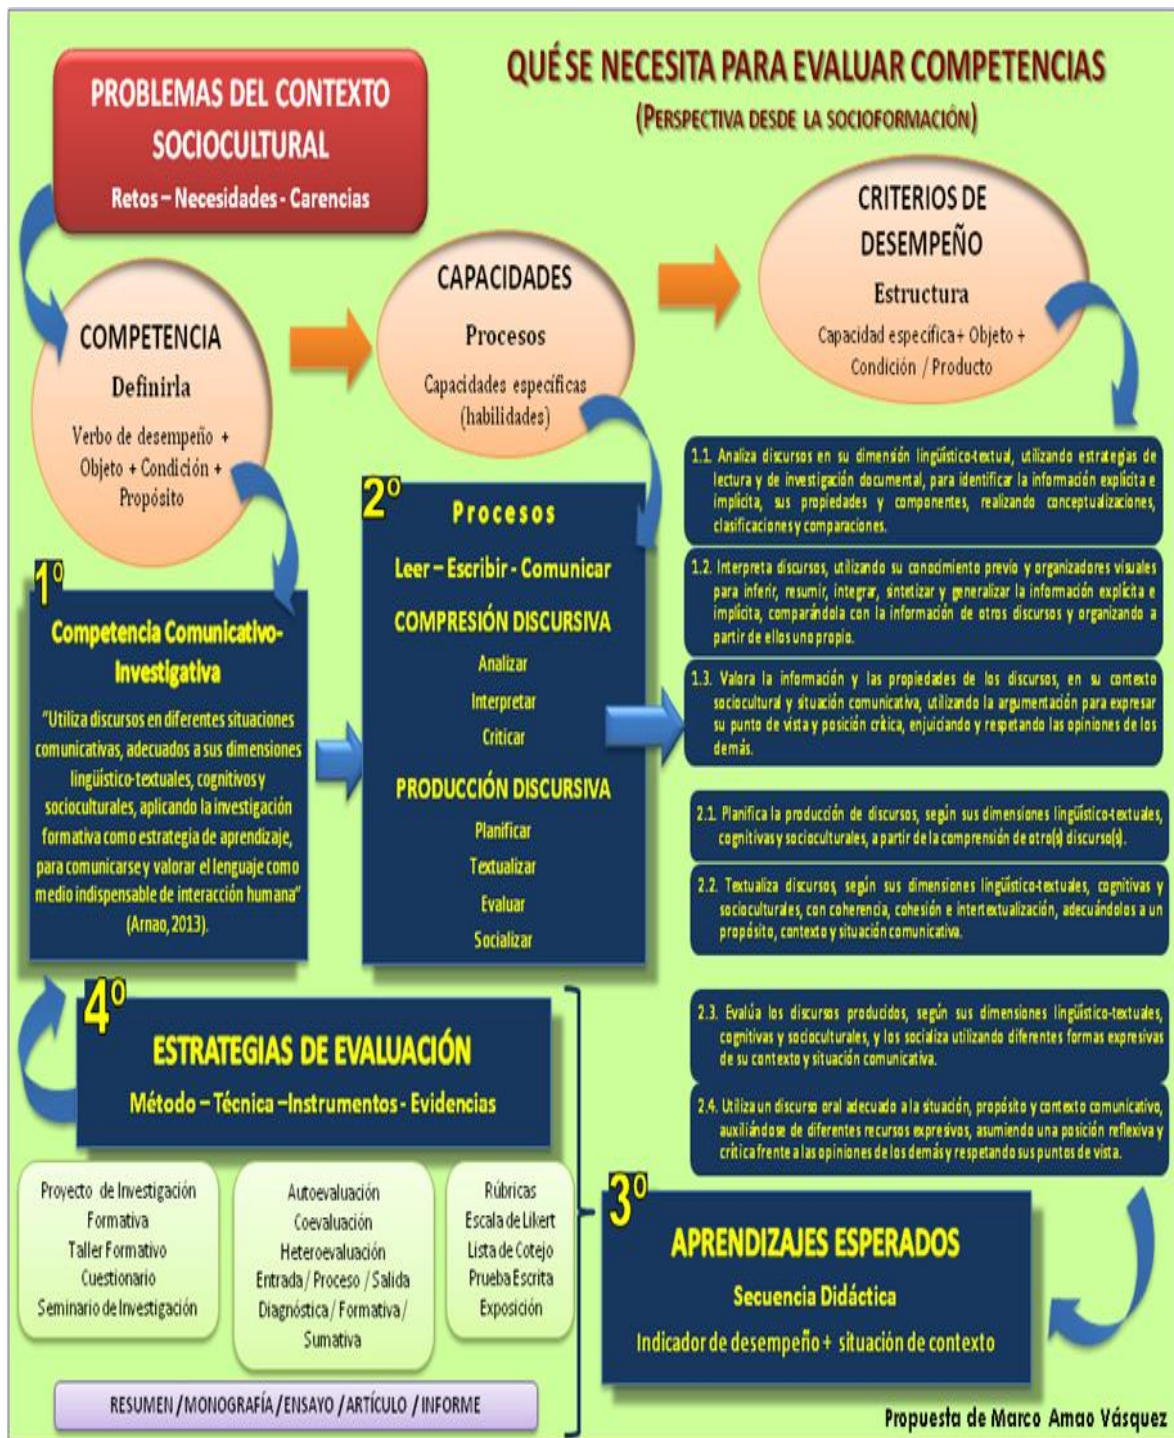 QUÉ SE NECESITA PARA EVALUAR COMPETENCIAS
(PERSPECTIVA DESDE LA SOCIOFORMACIÓN)
PROBLEMAS DEL CONTEXTO
SOCIOCULTURAL
Retos – Necesidades - Carencias
COMPETENCIA
Definirla
Verbo de desempeño +
Objeto + Condición +
Propósito
CAPACIDADES
Procesos
Capacidades específicas
(habilidades)
CRITERIOS DE
DESEMPEÑO
Estructura
Capacidad específica + Objeto +
Condición / Producto
1º
Competencia Comunicativo-
Investigativa
“Utiliza discursos en diferentes situaciones
comunicativas, adecuados a sus dimensiones
lingüístico-textuales, cognitivos y
socioculturales, aplicando la investigación
formativa como estrategia de aprendizaje,
para comunicarse y valorar el lenguaje como
medio indispensable de interacción humana”
(Arnao, 2013).
2º
Procesos
Leer – Escribir - Comunicar
COMPRESIÓN DISCURSIVA
Analizar
Interpretar
Criticar
PRODUCCIÓN DISCURSIVA
Planificar
Textualizar
Evaluar
Socializar
1.1. Analiza discursos en su dimensión lingüístico-textual, utilizando estrategias de
lectura y de investigación documental, para identificar la información explícita e
implícita, sus propiedades y componentes, realizando conceptualizaciones,
clasificaciones y comparaciones.
1.2. Interpreta discursos, utilizando su conocimiento previo y organizadores visuales
para inferir, resumir, integrar, sintetizar y generalizar la información explícita e
implícita, comparándola con la información de otros discursos y organizando a
partir de ellos uno propio.
1.3. Valora la información y las propiedades de los discursos, en su contexto
sociocultural y situación comunicativa, utilizando la argumentación para expresar
su punto de vista y posición crítica, enjuiciando y respetando las opiniones de los
demás.
2.1. Planifica la producción de discursos, según sus dimensiones lingüístico-textuales,
cognitivas y socioculturales, a partir de la comprensión de otro(s) discurso(s).
2.2. Textualiza discursos, según sus dimensiones lingüístico-textuales, cognitivas y
socioculturales, con coherencia, cohesión e intertextualización, adecuándolos a un
propósito, contexto y situación comunicativa.
2.3. Evalúa los discursos producidos, según sus dimensiones lingüístico-textuales,
cognitivas y socioculturales, y los socializa utilizando diferentes formas expresivas
de su contexto y situación comunicativa.
2.4. Utiliza un discurso oral adecuado a la situación, propósito y contexto comunicativo,
auxiliándose de diferentes recursos expresivos, asumiendo una posición reflexiva y
crítica frente a las opiniones de los demás y respetando sus puntos de vista.
3º
APRENDIZAJES ESPERADOS
Secuencia Didáctica
Indicador de desempeño + situación de contexto
4º
ESTRATEGIAS DE EVALUACIÓN
Método – Técnica –Instrumentos - Evidencias
Proyecto de Investigación
Formativa
Taller Formativo
Cuestionario
Seminario de Investigación
Autoevaluación
Coevaluación
Heteroevaluación
Entrada / Proceso / Salida
Diagnóstica / Formativa /
Sumativa
Rúbricas
Escala de Likert
Lista de Cotejo
Prueba Escrita
Exposición
RESUMEN / MONOGRAFÍA / ENSAYO / ARTÍCULO / INFORME
Propuesta de Marco Arnao Vásquez